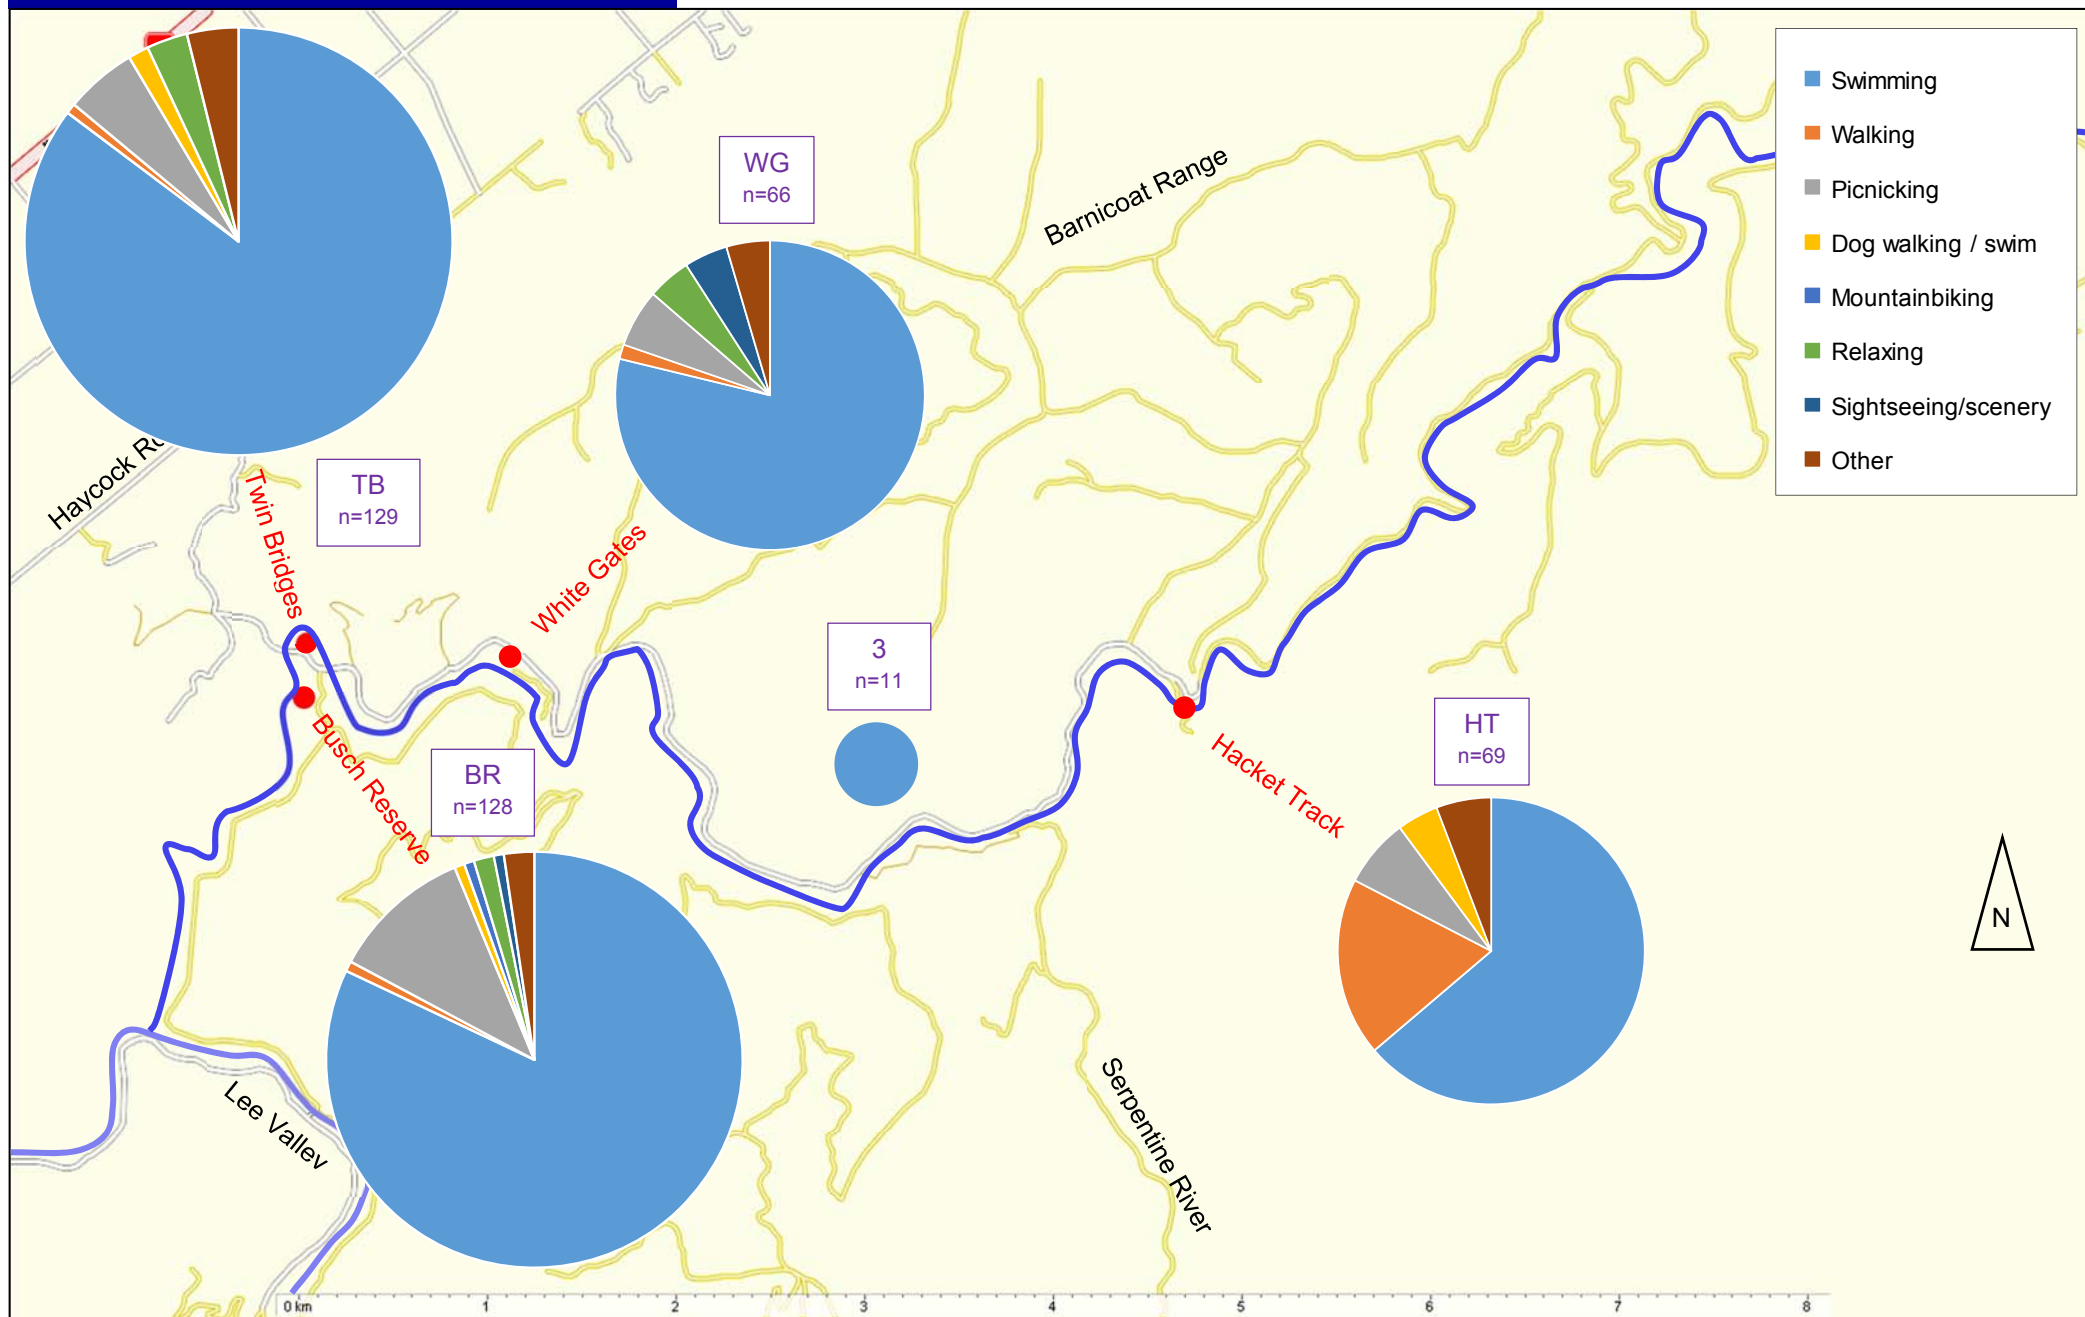 Swimming
Walking
Picnicking
Dog walking / swim
Mountainbiking
Relaxing
Sightseeing/scenery
Other
WG
n=66
Barnicoat Range
Haycock
TB
n=129
Twin Bridges
White Gates
3
n=11
HT
n=69
Hacket Track
Busch Reserve
BR
n=128
N
Lee Valley
Serpentine River
0 km 1 2 3 4 5 6 7 8